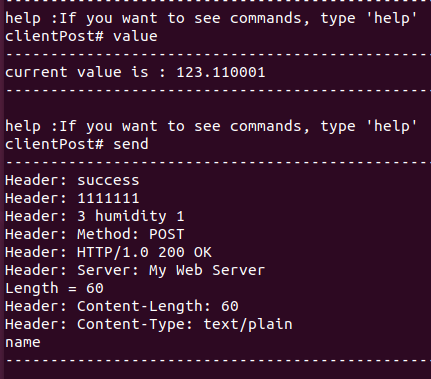 --------------------------------------------------
help :If you want to see commands, type 'help'
clientPost# value
--------------------------------------------------
current value is : 123.110001
--------------------------------------------------
help :If you want to see commands, type 'help'
clientPost# send
--------------------------------------------------
Header: success
Header: 1111111
Header: 3 humidity 1
Header: Method: POST
Header: HTTP/1.0 200 OK
Header: Server: My Web Server
Length = 60
Header: Content-Length: 60
Header: Content-Type: text/plain
name
--------------------------------------------------